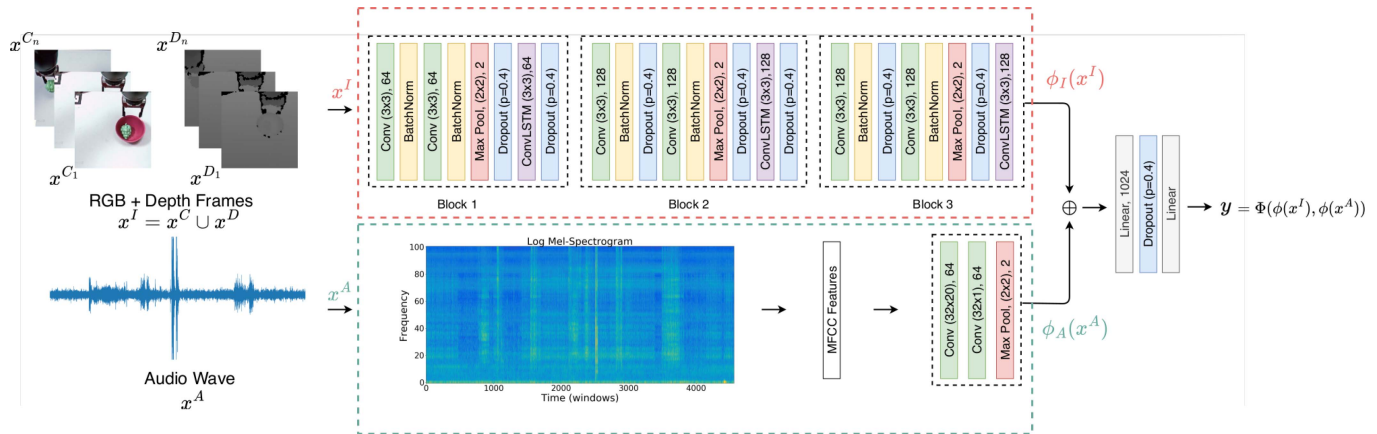 x^{C_n}
x^{D_n}
x^{C_1}
x^{D_1}
RGB + Depth Frames
x^I = x^C ∪ x^D
x^I
Conv (3x3), 64
BatchNorm
Conv (3x3), 64
BatchNorm
Max Pool, (2x2), 2
Dropout (p=0.4)
ConvLSTM (3x3),64
Dropout (p=0.4)
Block 1
Conv (3x3), 128
BatchNorm
Dropout (p=0.4)
Conv (3x3), 128
BatchNorm
Max Pool, (2x2), 2
Dropout (p=0.4)
ConvLSTM (3x3),128
Dropout (p=0.4)
Block 2
Conv (3x3), 128
BatchNorm
Dropout (p=0.4)
Conv (3x3), 128
BatchNorm
Max Pool, (2x2), 2
Dropout (p=0.4)
ConvLSTM (3x3),128
Block 3
ϕ_I(x^I)
Audio Wave
x^A
x^A
Log Mel-Spectrogram
Frequency
100
80
60
40
20
0
0
1000
2000
3000
4000
Time (windows)
MFCC Features
Conv (32x20), 64
Conv (32x1), 64
Max Pool, (2x2), 2
ϕ_A(x^A)
⊕
Linear, 1024
Dropout (p=0.4)
Linear
y = Φ(ϕ(x^I), ϕ(x^A))